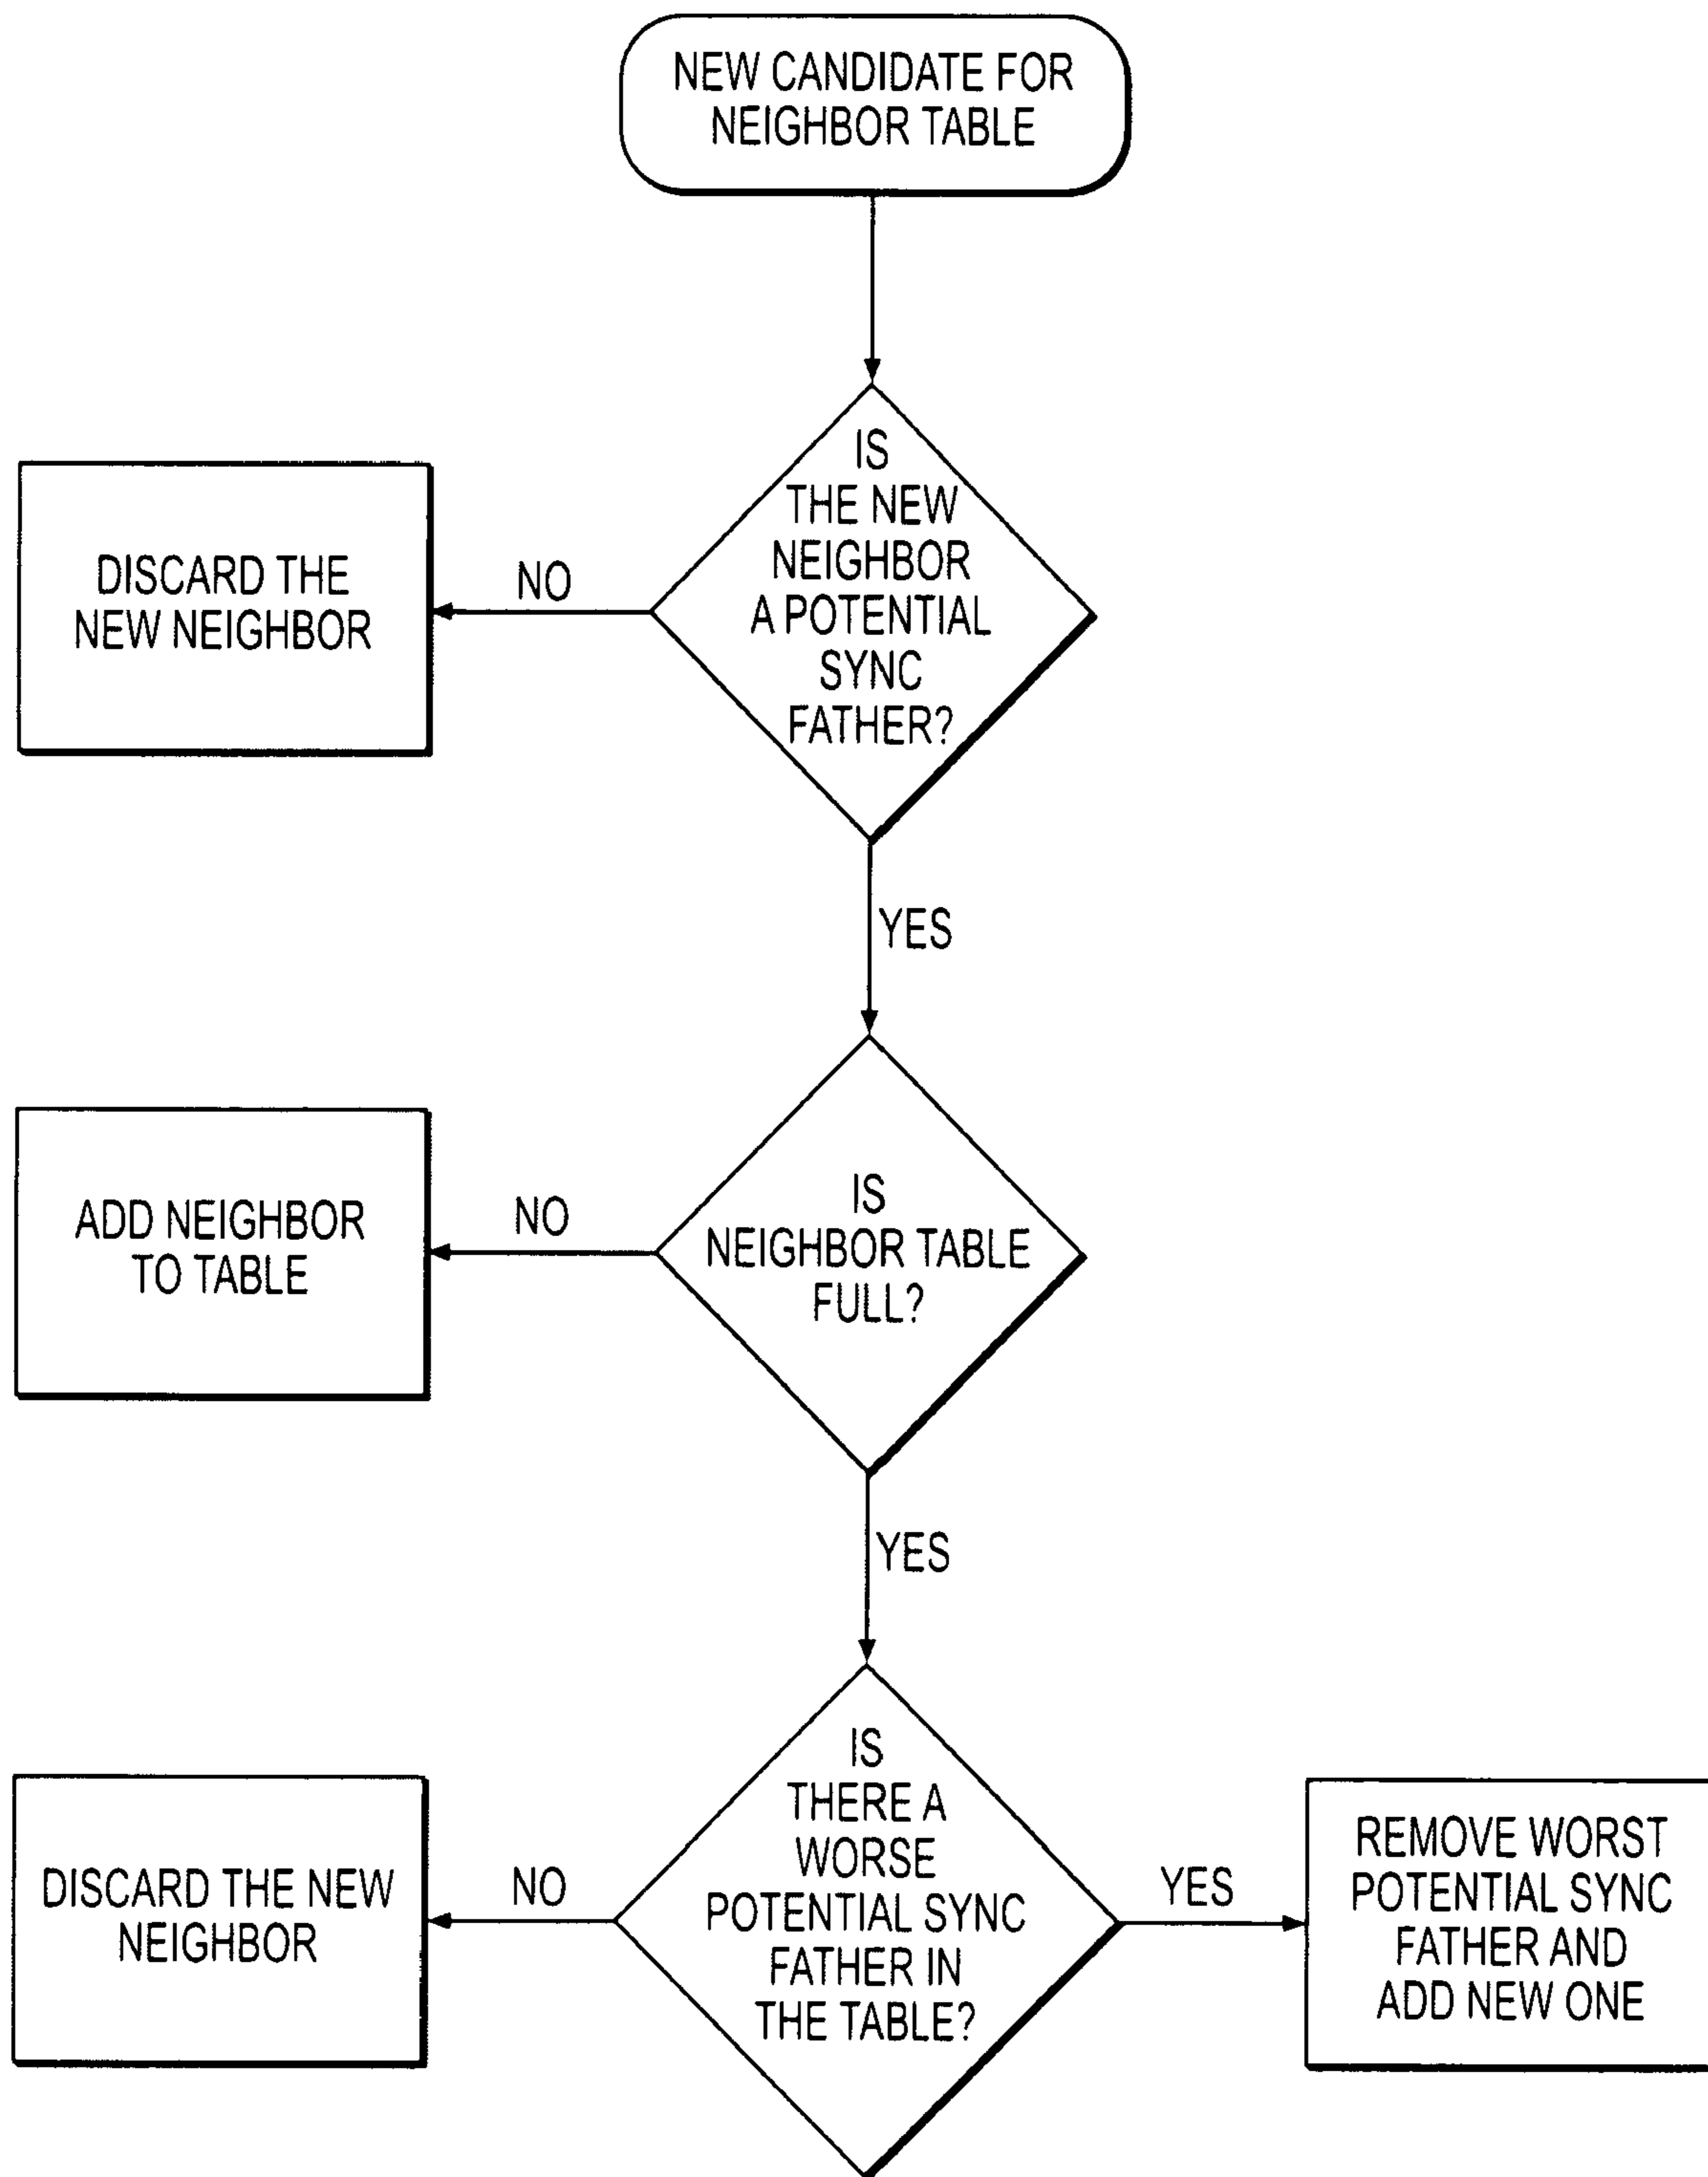 NEW CANDIDATE FOR
NEIGHBOR TABLE
IS
THE NEW
NEIGHBOR
A POTENTIAL
SYNC
FATHER?
NO
DISCARD THE
NEW NEIGHBOR
YES
IS
NEIGHBOR TABLE
FULL?
NO
ADD NEIGHBOR
TO TABLE
YES
IS
THERE A
WORSE
POTENTIAL SYNC
FATHER IN
THE TABLE?
NO
DISCARD THE NEW
NEIGHBOR
YES
REMOVE WORST
POTENTIAL SYNC
FATHER AND
ADD NEW ONE